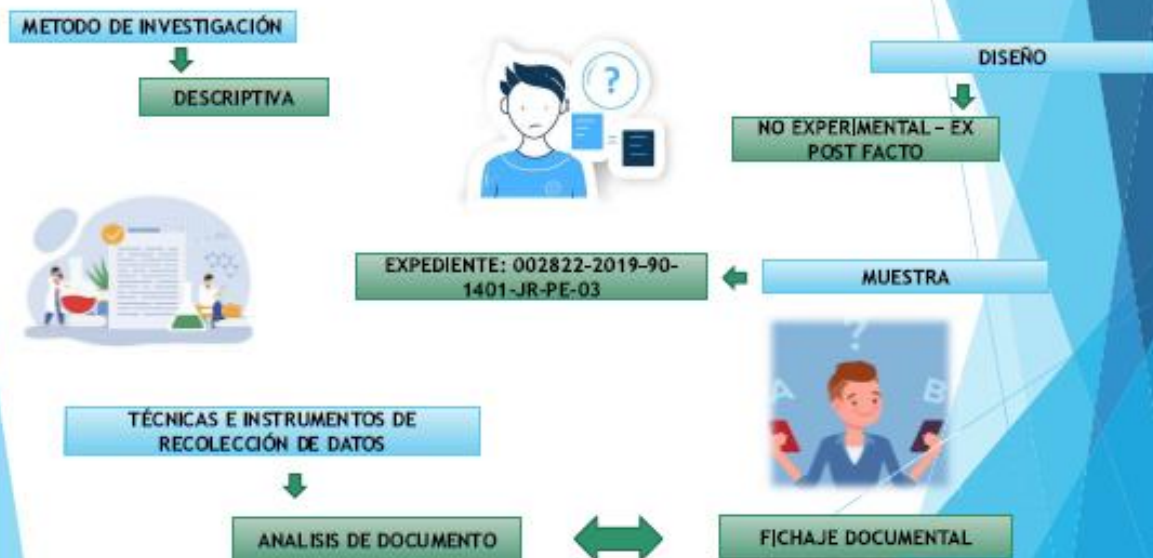 METODO DE INVESTIGACIÓN
DESCRIPTIVA
?
DISEÑO
NO EXPERIMENTAL – EX
POST FACTO
EXPEDIENTE: 002822-2019-90-
1401-JR-PE-03
MUESTRA
?
A
B
TÉCNICAS E INSTRUMENTOS DE
RECOLECCIÓN DE DATOS
ANALISIS DE DOCUMENTO
FICHAJE DOCUMENTAL